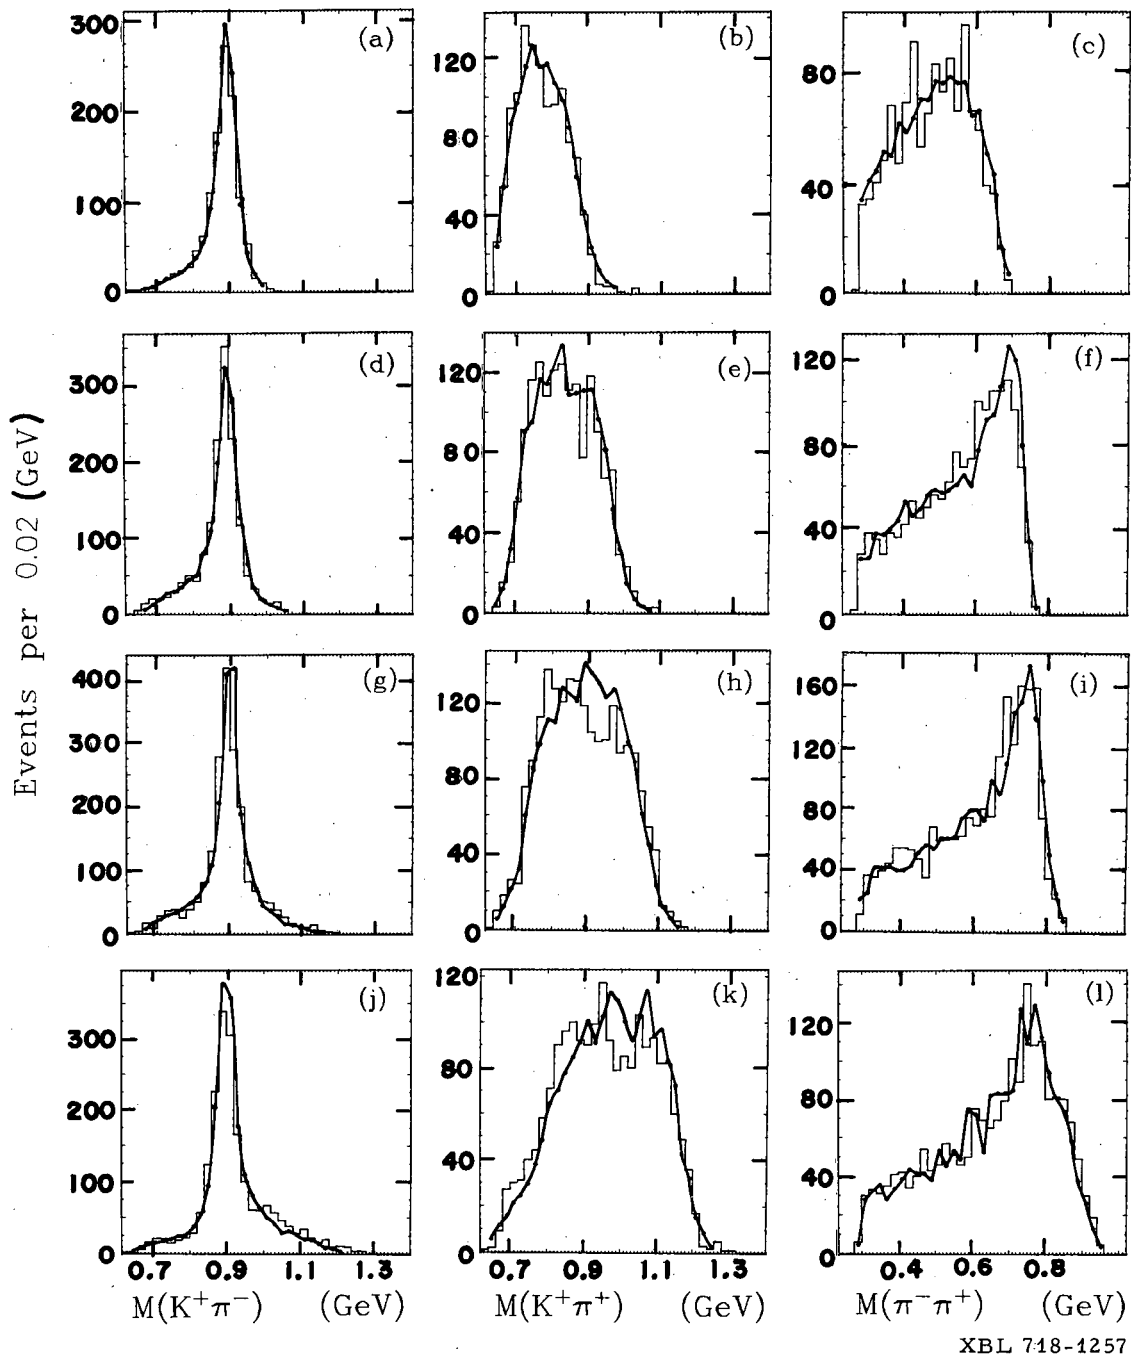 Events per 0.02 (GeV)
300 200 100 0 (a)
120 80 40 0 (b)
80 40 0 (c)
300 200 100 0 (d)
120 80 40 0 (e)
120 80 40 0 (f)
400 300 200 100 0 (g)
120 80 40 0 (h)
160 120 80 40 0 (i)
300 200 100 0 (j)
120 80 40 0 (k)
120 80 40 0 (l)
0.7 0.9 1.1 1.3
0.7 0.9 1.1 1.3
0.4 0.6 0.8
M(K⁺π⁻) (GeV)
M(K⁺π⁺) (GeV)
M(π⁻π⁺) (GeV)
XBL 718-1257